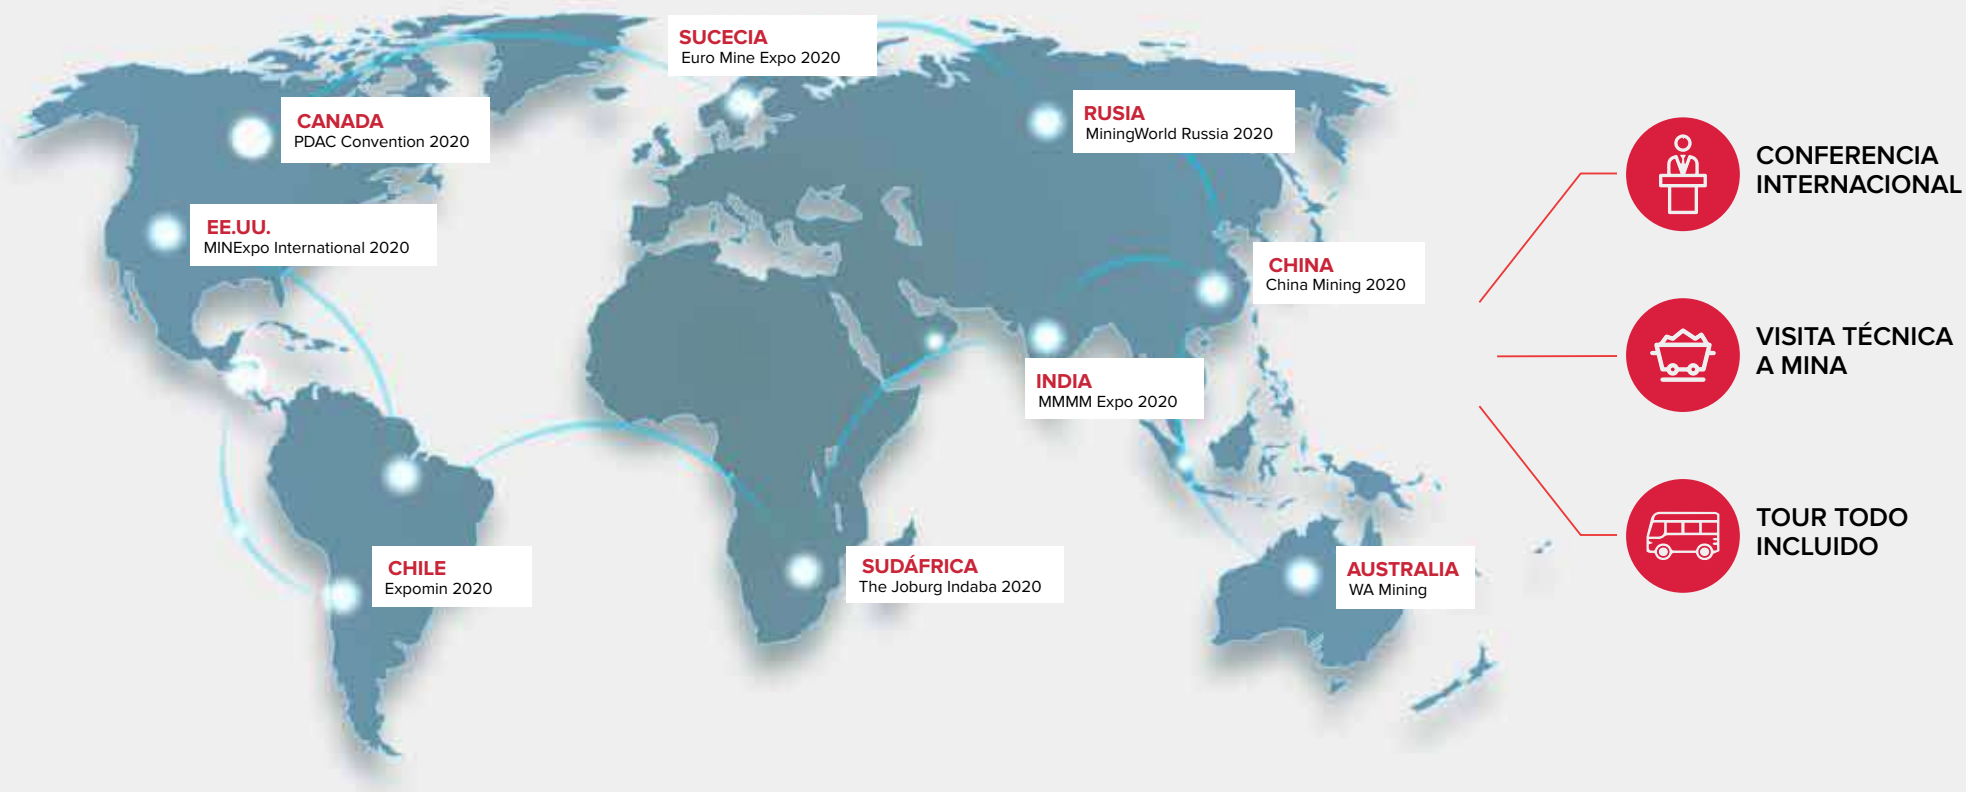 SUCECIA
Euro Mine Expo 2020
CANADA
PDAC Convention 2020
RUSIA
MiningWorld Russia 2020
EE.UU.
MINExpo International 2020
CHINA
China Mining 2020
INDIA
MMMM Expo 2020
CHILE
Expomin 2020
SUDÁFRICA
The Joburg Indaba 2020
AUSTRALIA
WA Mining
CONFERENCIA
INTERNACIONAL
VISITA TÉCNICA
A MINA
TOUR TODO
INCLUIDO